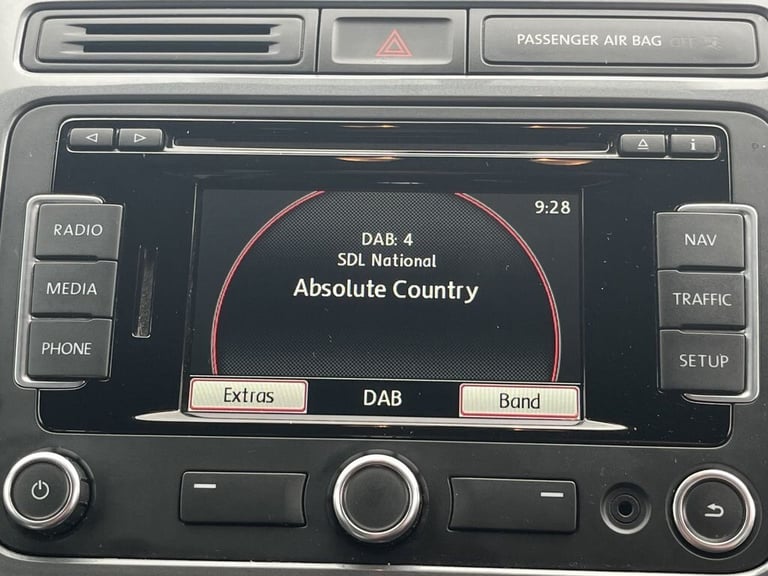 PASSENGER AIR BAG OFF
i
RADIO
MEDIA
PHONE
9:28
DAB: 4
SDL National
Absolute Country
Extras
DAB
Band
NAV
TRAFFIC
SETUP